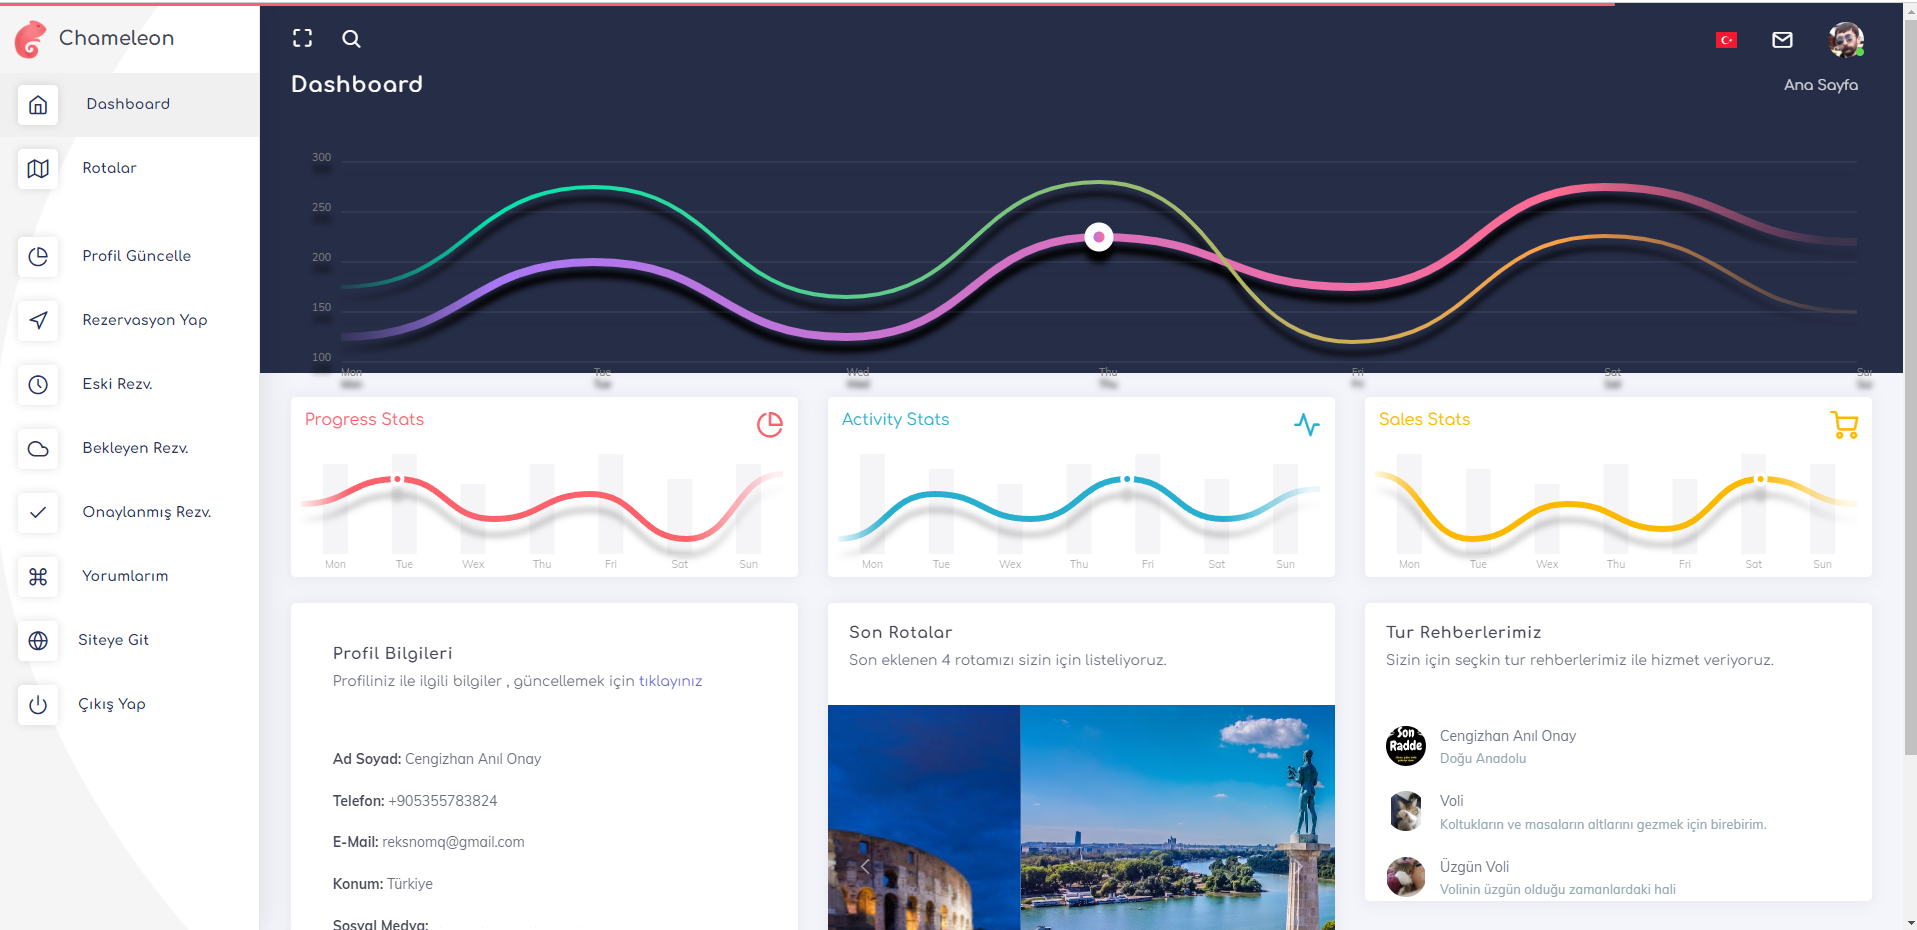 Chameleon
Dashboard
Rotalar
Profil Güncelle
Rezervasyon Yap
Eski Rezv.
Bekleyen Rezv.
Onaylanmış Rezv.
Yorumlarım
Siteye Git
Çıkış Yap
Dashboard
Ana Sayfa
300
250
200
150
100
Mon Tue Wed Thu Fri Sat Sun
Progress Stats
Mon Tue Wex Thu Fri Sat Sun
Activity Stats
Mon Tue Wex Thu Fri Sat Sun
Sales Stats
Mon Tue Wex Thu Fri Sat Sun
Profil Bilgileri
Profiliniz ile ilgili bilgiler , güncellemek için tıklayınız
Ad Soyad: Cengizhan Anıl Onay
Telefon: +905355783824
E-Mail: reksnomq@gmail.com
Konum: Türkiye
Sosyal Medya:
Son Rotalar
Son eklenen 4 rotamızı sizin için listeliyoruz.
Tur Rehberlerimiz
Sizin için seçkin tur rehberlerimiz ile hizmet veriyoruz.
Son
Radde
Cengizhan Anıl Onay
Doğu Anadolu
Voli
Koltukların ve masaların altlarını gezmek için birebirim.
Üzgün Voli
Volinin üzgün olduğu zamanlardaki hali